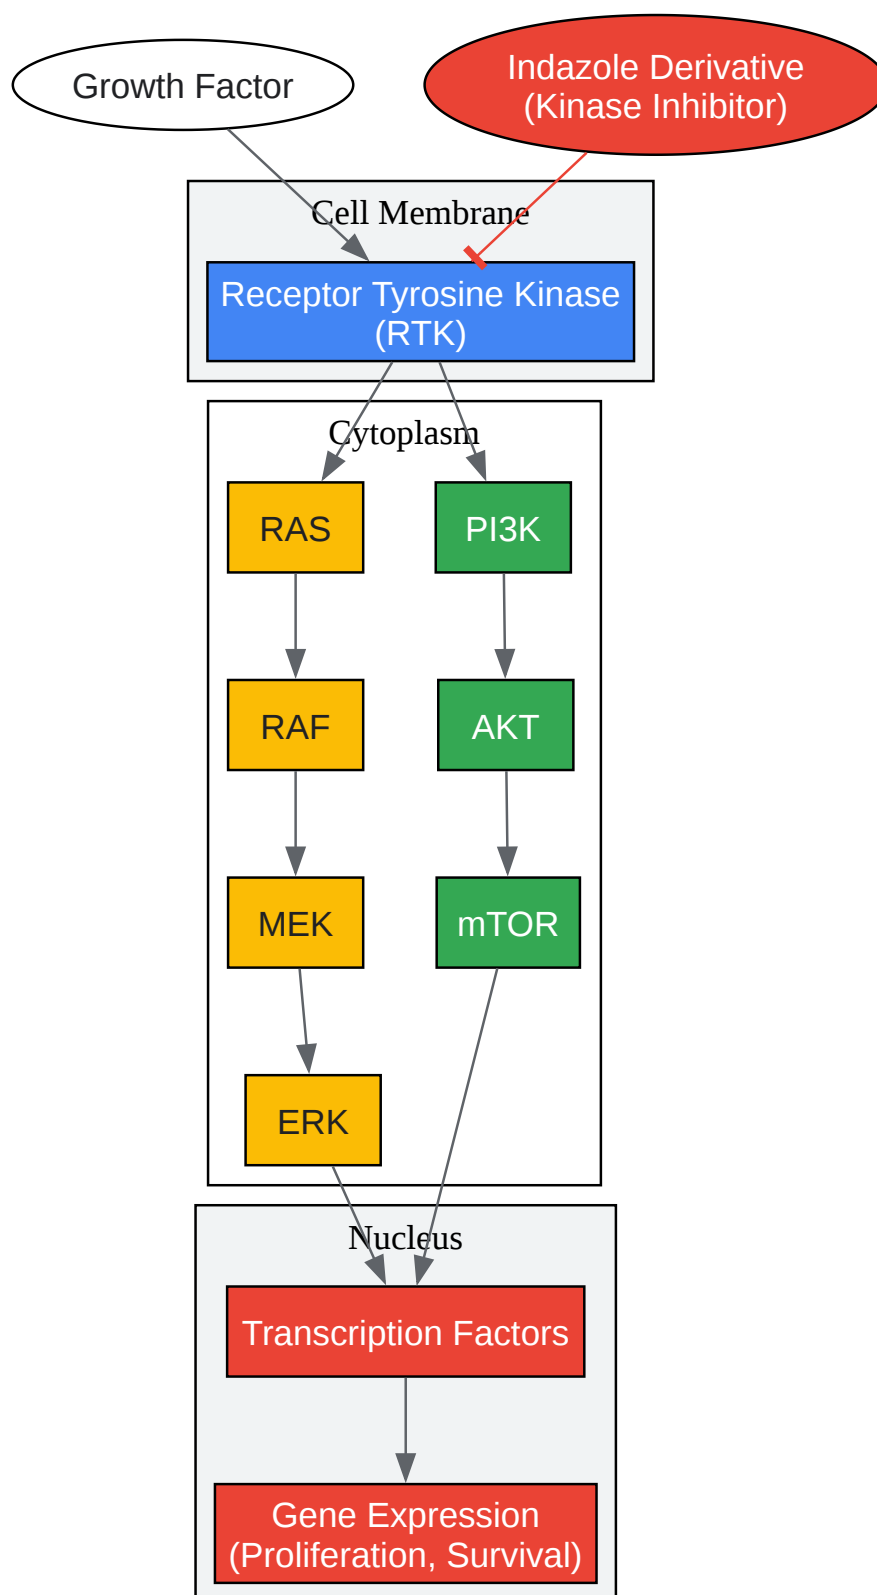 Growth Factor
Indazole Derivative
(Kinase Inhibitor)
Cell Membrane
Receptor Tyrosine Kinase
(RTK)
Cytoplasm
RAS
PI3K
RAF
AKT
MEK
mTOR
ERK
Nucleus
Transcription Factors
Gene Expression
(Proliferation, Survival)